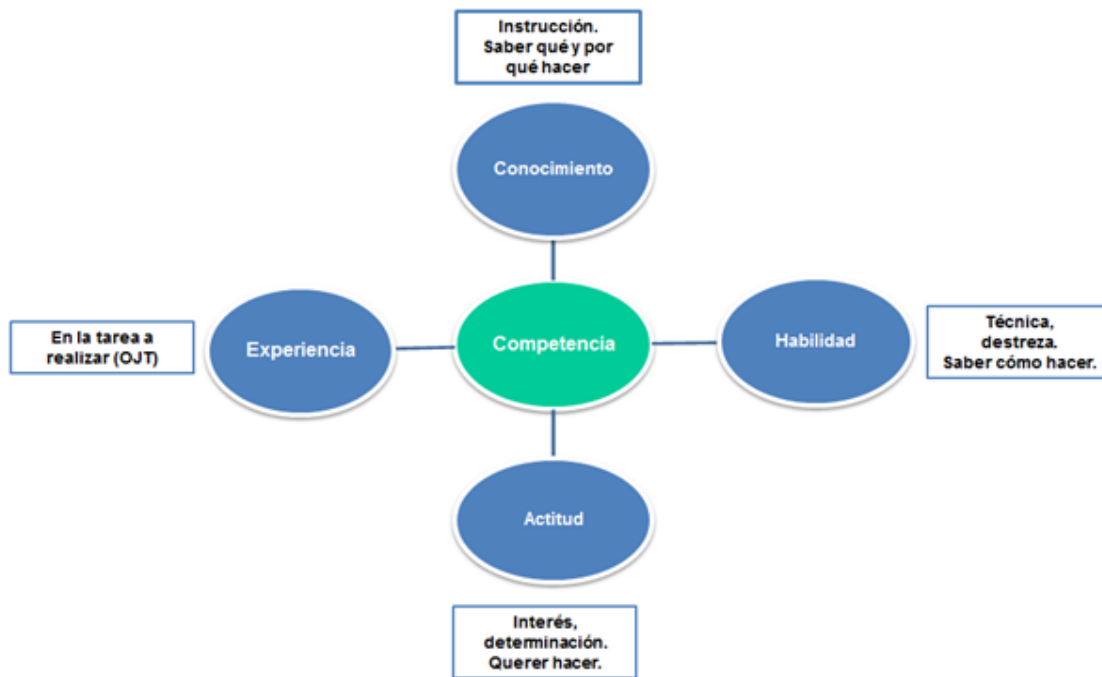 Instrucción.
Saber qué y por
qué hacer
Conocimiento
En la tarea a
realizar (OJT)
Experiencia
Competencia
Habilidad
Técnica,
destreza.
Saber cómo hacer.
Actitud
Interés,
determinación.
Querer hacer.